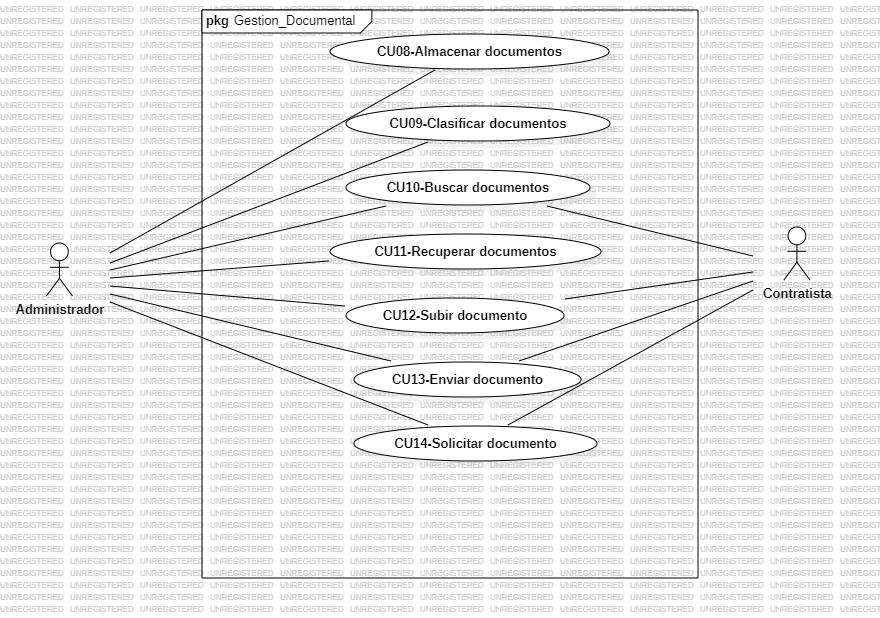 pkg Gestion_Documental
CU08-Almacenar documentos
CU09-Clasificar documentos
CU10-Buscar documentos
CU11-Recuperar documentos
CU12-Subir documento
CU13-Enviar documento
CU14-Solicitar documento
Administrador
Contratista
UNREGISTERED